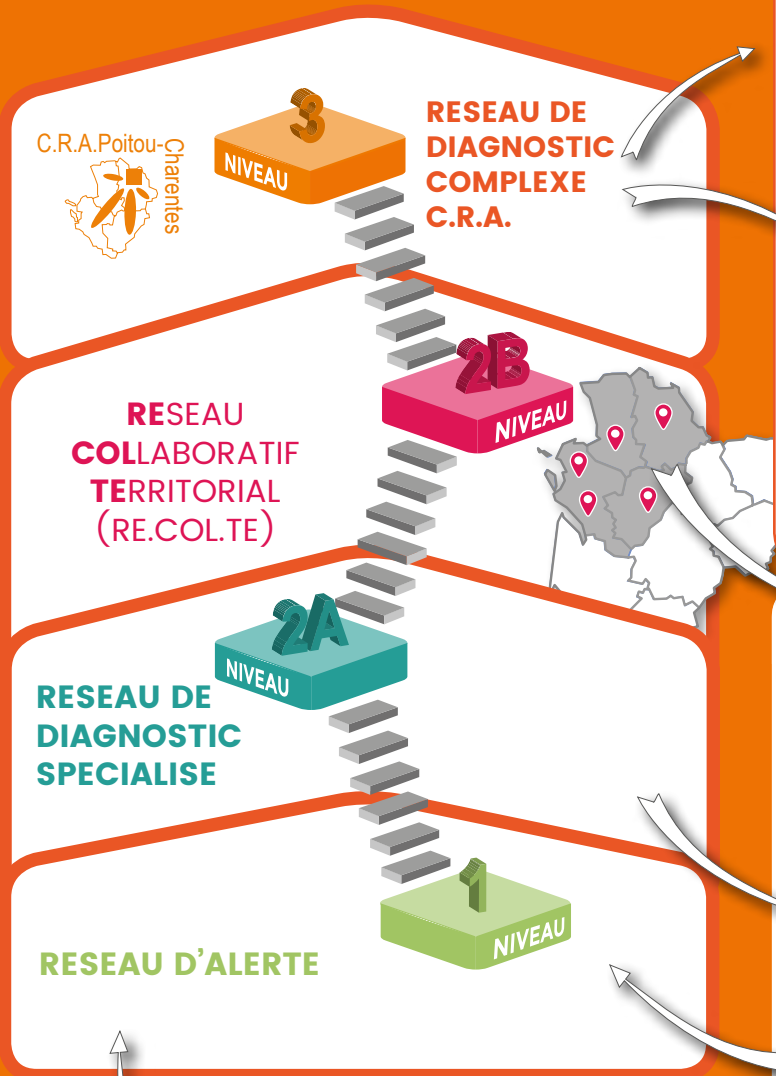 C.R.A.Poitou-Charentes
3
NIVEAU
RESEAU DE
DIAGNOSTIC
COMPLEXE
C.R.A.
2B
NIVEAU
RESEAU
COLLABORATIF
TERRITORIAL
(RE.COL.TE)
2A
NIVEAU
RESEAU DE
DIAGNOSTIC
SPECIALISE
1
NIVEAU
RESEAU D’ALERTE